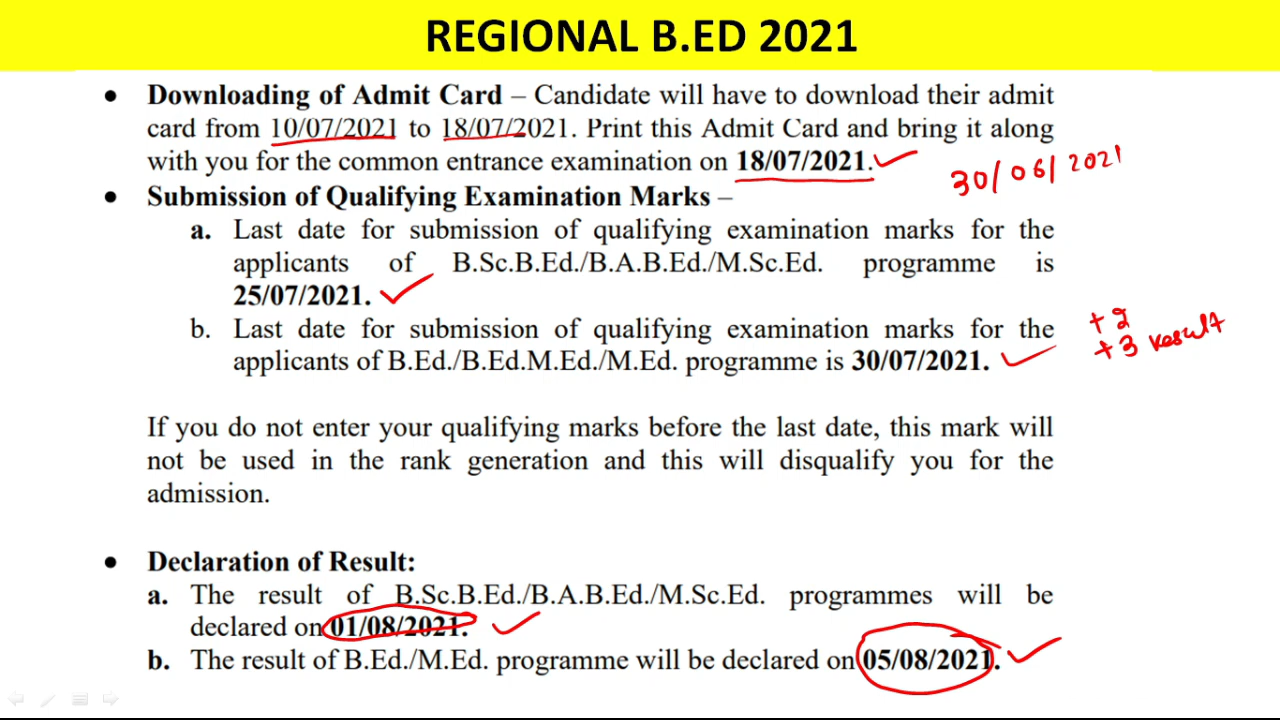 REGIONAL B.ED 2021
• Downloading of Admit Card – Candidate will have to download their admit
card from 10/07/2021 to 18/07/2021. Print this Admit Card and bring it along
with you for the common entrance examination on 18/07/2021.
30/06/2021
• Submission of Qualifying Examination Marks –
a. Last date for submission of qualifying examination marks for the
applicants of B.Sc.B.Ed./B.A.B.Ed./M.Sc.Ed. programme is
25/07/2021.
b. Last date for submission of qualifying examination marks for the
applicants of B.Ed./B.Ed.M.Ed./M.Ed. programme is 30/07/2021.
+2
+3 result
If you do not enter your qualifying marks before the last date, this mark will
not be used in the rank generation and this will disqualify you for the
admission.
• Declaration of Result:
a. The result of B.Sc.B.Ed./B.A.B.Ed./M.Sc.Ed. programmes will be
declared on 01/08/2021.
b. The result of B.Ed./M.Ed. programme will be declared on 05/08/2021.